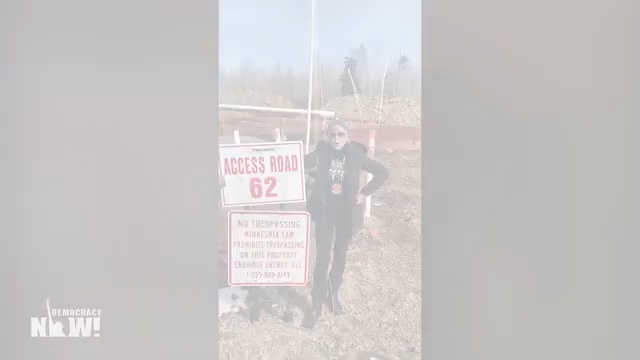 ACCESS ROAD
62
NO TRESPASSING
MINNESOTA LAW
PROHIBITS TRESPASSING
ON THIS PROPERTY
ENBRIDGE ENERGY, LLC
DEMOCRACY
NOW!